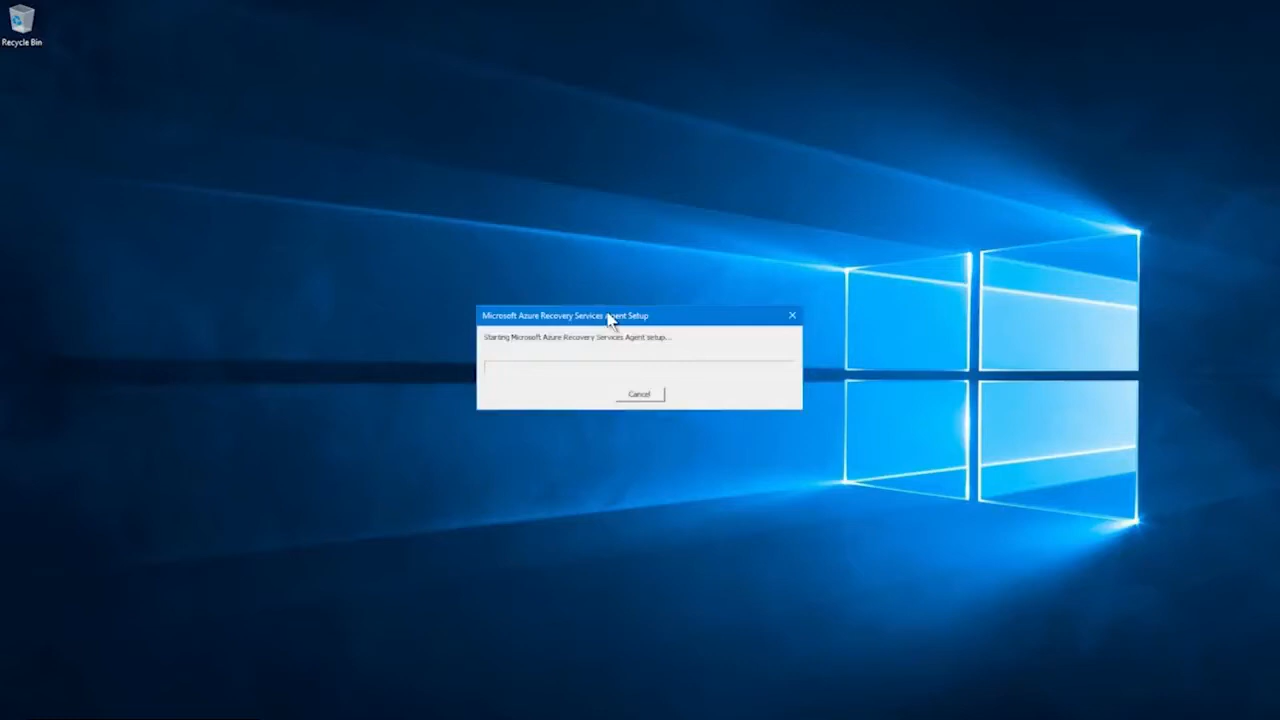 Recycle Bin
Microsoft Azure Recovery Services Agent Setup
Starting Microsoft Azure Recovery Services Agent setup...
Cancel